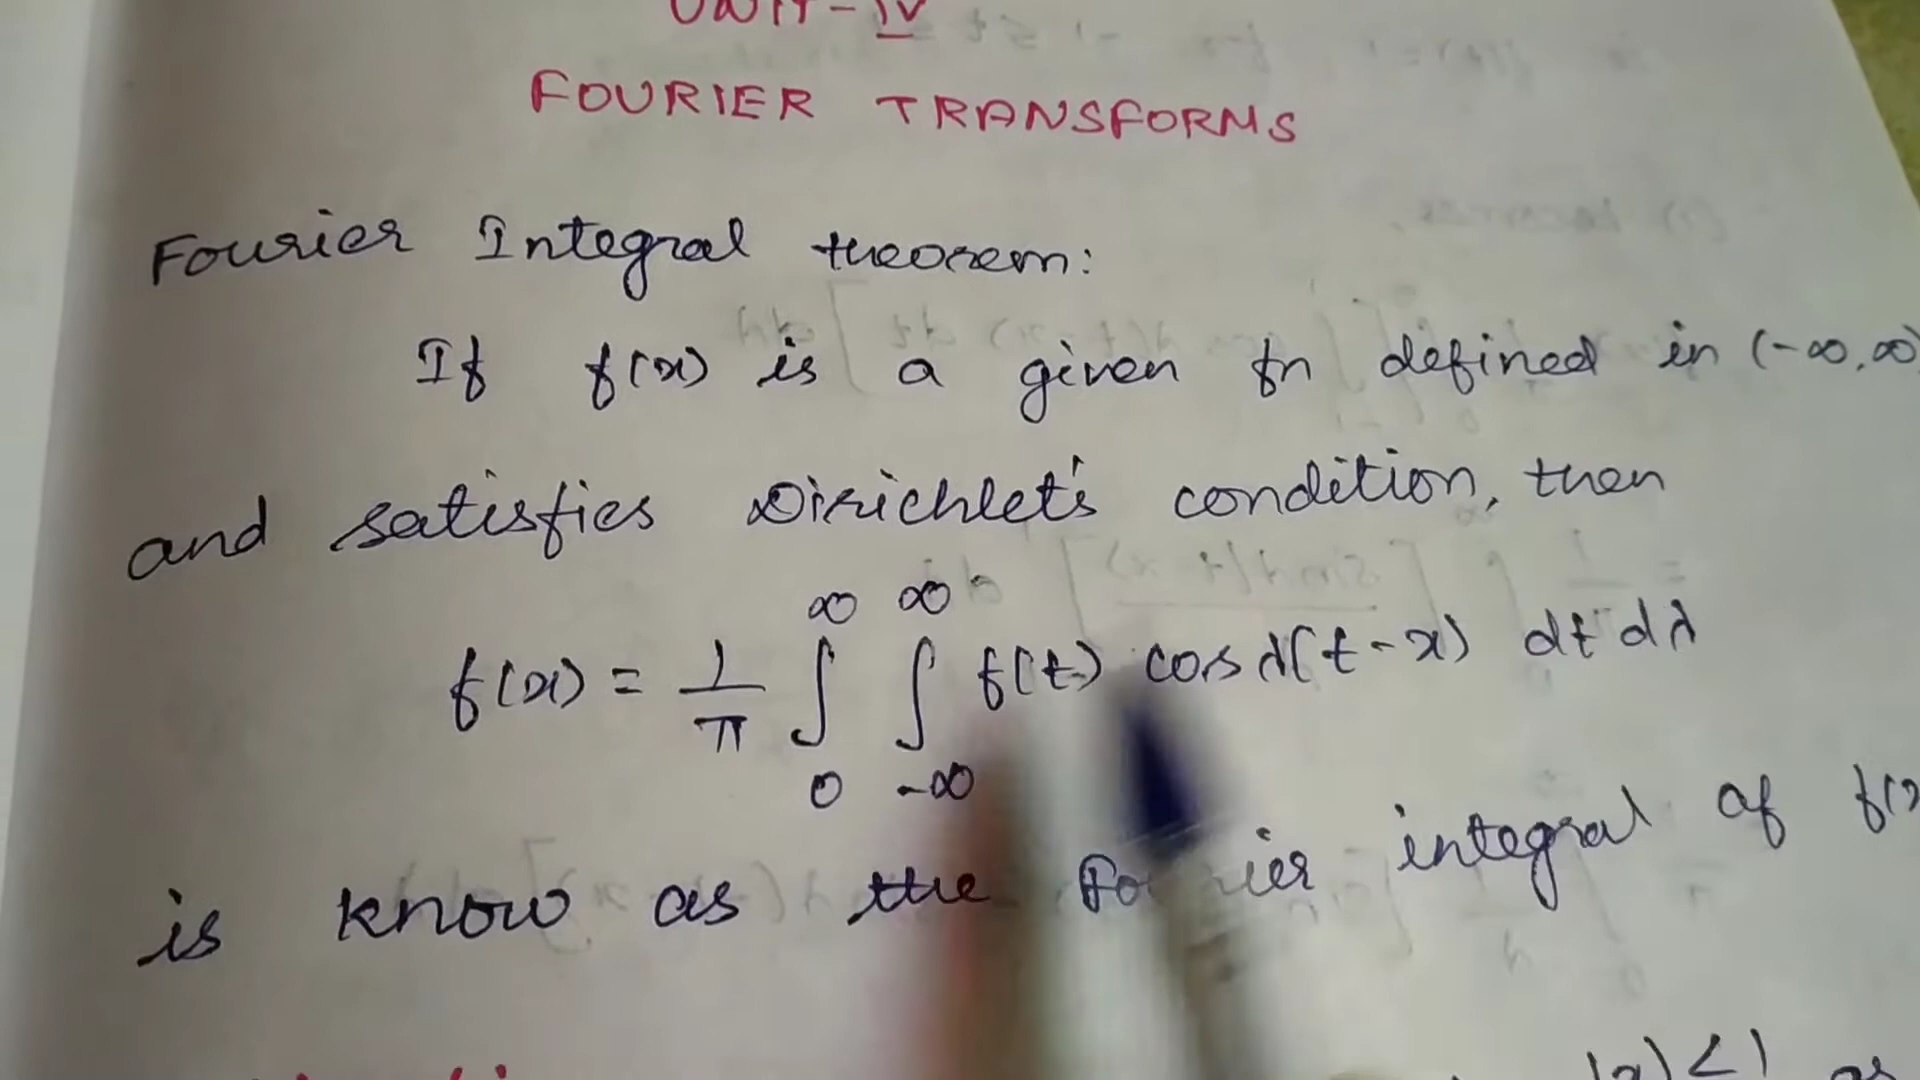 UNIT-IV
FOURIER TRANSFORMS
Fourier Integral theorem:
If f(x) is a given fn defined in (-∞,∞)
and satisfies Dirichlet's condition, then
f(x) = 1/π ∫₀^∞ ∫₋∞^∞ f(t) cos λ(t-x) dt dλ
is know as the Fourier integral of f(x